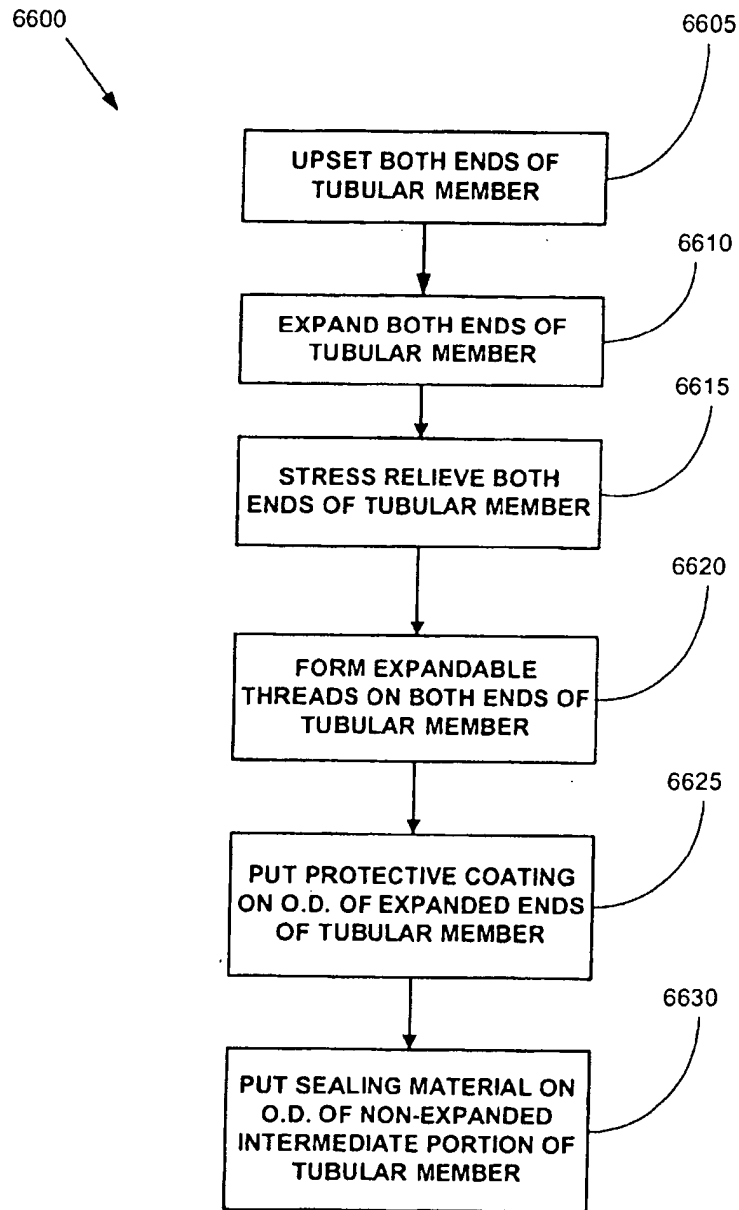 6600
6605
UPSET BOTH ENDS OF
TUBULAR MEMBER
6610
EXPAND BOTH ENDS OF
TUBULAR MEMBER
6615
STRESS RELIEVE BOTH
ENDS OF TUBULAR MEMBER
6620
FORM EXPANDABLE
THREADS ON BOTH ENDS OF
TUBULAR MEMBER
6625
PUT PROTECTIVE COATING
ON O.D. OF EXPANDED ENDS
OF TUBULAR MEMBER
6630
PUT SEALING MATERIAL ON
O.D. OF NON-EXPANDED
INTERMEDIATE PORTION OF
TUBULAR MEMBER